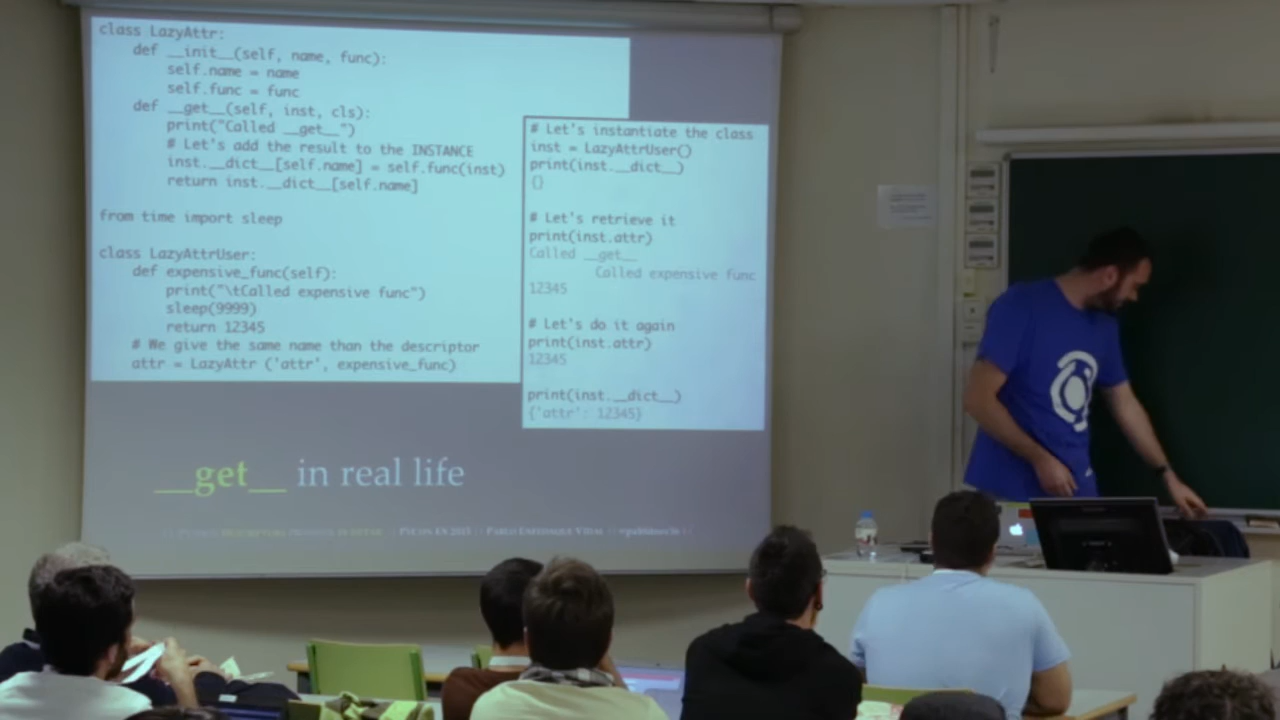 class LazyAttr:
def __init__(self, name, func):
self.name = name
self.func = func
def __get__(self, inst, cls):
print("Called __get__")
# Let's add the result to the INSTANCE
inst.__dict__[self.name] = self.func(inst)
return inst.__dict__[self.name]
from time import sleep
class LazyAttrUser:
def expensive_func(self):
print("\tCalled expensive func")
sleep(9999)
return 12345
# We give the same name than the descriptor
attr = LazyAttr ('attr', expensive_func)
# Let's instantiate the class
inst = LazyAttrUser()
print(inst.__dict__)
{}
# Let's retrieve it
print(inst.attr)
Called __get__
Called expensive func
12345
# Let's do it again
print(inst.attr)
12345
print(inst.__dict__)
{'attr': 12345}
__get__ in real life
PyCon ES 2015